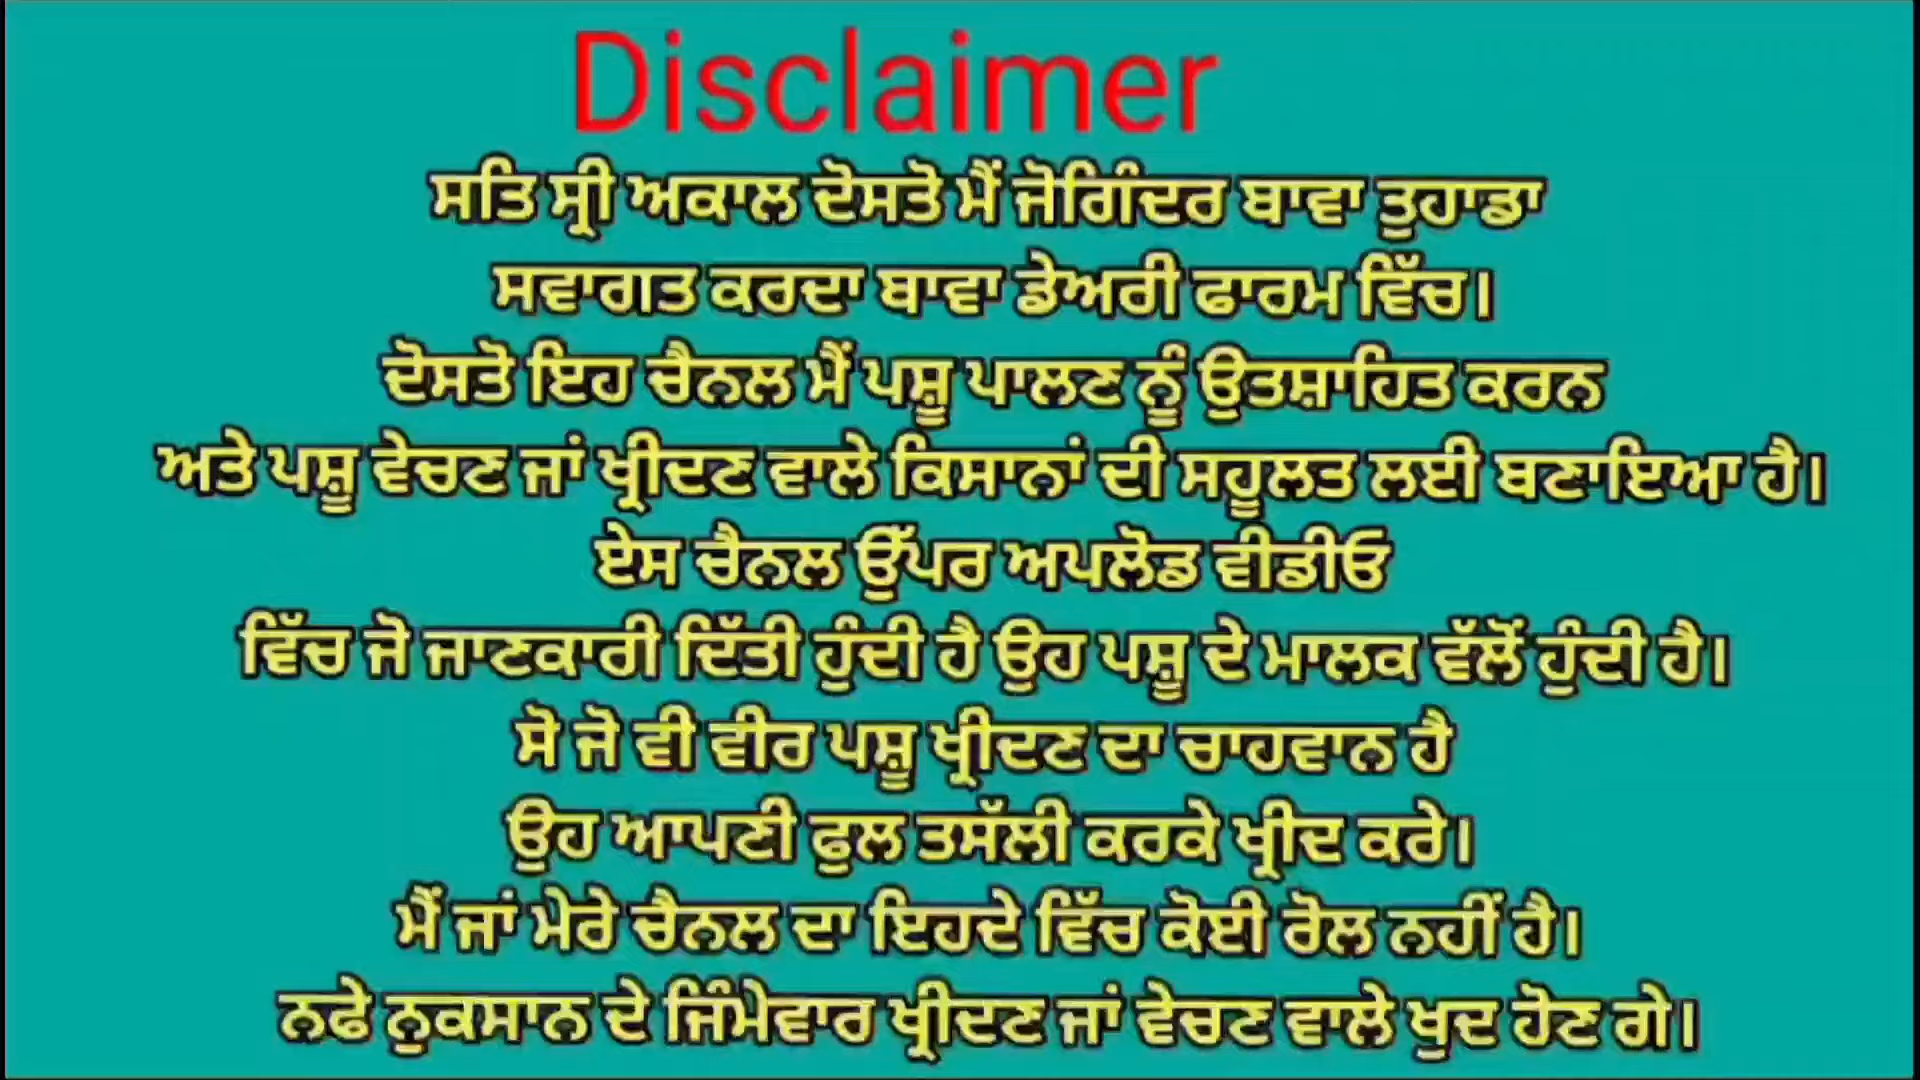 Disclaimer
ਸਤਿ ਸ੍ਰੀ ਅਕਾਲ ਦੋਸਤੋ ਮੈਂ ਜੋਗਿੰਦਰ ਬਾਵਾ ਤੁਹਾਡਾ
ਸਵਾਗਤ ਕਰਦਾ ਬਾਵਾ ਡੇਅਰੀ ਫਾਰਮ ਵਿੱਚ।
ਦੋਸਤੋ ਇਹ ਚੈਨਲ ਮੈਂ ਪਸ਼ੂ ਪਾਲਣ ਨੂੰ ਉਤਸ਼ਾਹਿਤ ਕਰਨ
ਅਤੇ ਪਸ਼ੂ ਵੇਚਣ ਜਾਂ ਖ੍ਰੀਦਣ ਵਾਲੇ ਕਿਸਾਨਾਂ ਦੀ ਸਹੂਲਤ ਲਈ ਬਣਾਇਆ ਹੈ।
ਏਸ ਚੈਨਲ ਉੱਪਰ ਅਪਲੋਡ ਵੀਡੀਓ
ਵਿੱਚ ਜੋ ਜਾਣਕਾਰੀ ਦਿੱਤੀ ਹੁੰਦੀ ਹੈ ਉਹ ਪਸ਼ੂ ਦੇ ਮਾਲਕ ਵੱਲੋਂ ਹੁੰਦੀ ਹੈ।
ਸੋ ਜੋ ਵੀ ਵੀਰ ਪਸ਼ੂ ਖ੍ਰੀਦਣ ਦਾ ਚਾਹਵਾਨ ਹੈ
ਉਹ ਆਪਣੀ ਫੁਲ ਤਸੱਲੀ ਕਰਕੇ ਖ੍ਰੀਦ ਕਰੇ।
ਮੈਂ ਜਾਂ ਮੇਰੇ ਚੈਨਲ ਦਾ ਇਹਦੇ ਵਿੱਚ ਕੋਈ ਰੋਲ ਨਹੀਂ ਹੈ।
ਨਫੇ ਨੁਕਸਾਨ ਦੇ ਜਿੰਮੇਵਾਰ ਖ੍ਰੀਦਣ ਜਾਂ ਵੇਚਣ ਵਾਲੇ ਖੁਦ ਹੋਣ ਗੇ।